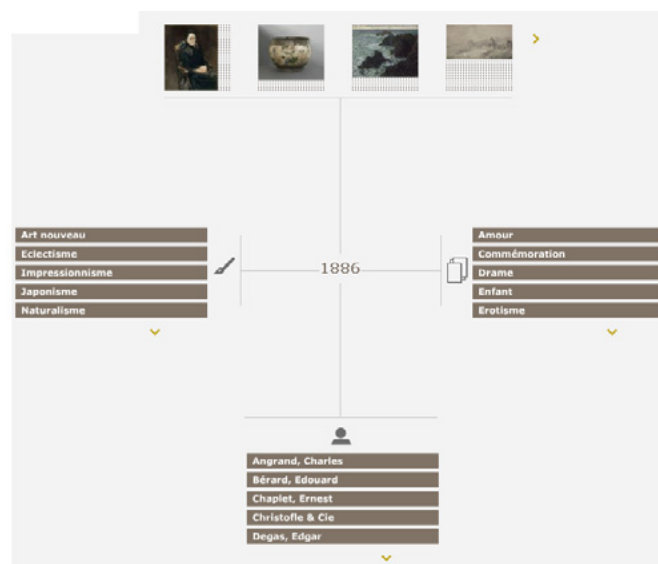 Art nouveau
Eclectisme
Impressionnisme
Japonisme
Naturalisme
1886
Amour
Commémoration
Drame
Enfant
Erotisme
Angrand, Charles
Bérard, Edouard
Chaplet, Ernest
Christofle & Cie
Degas, Edgar